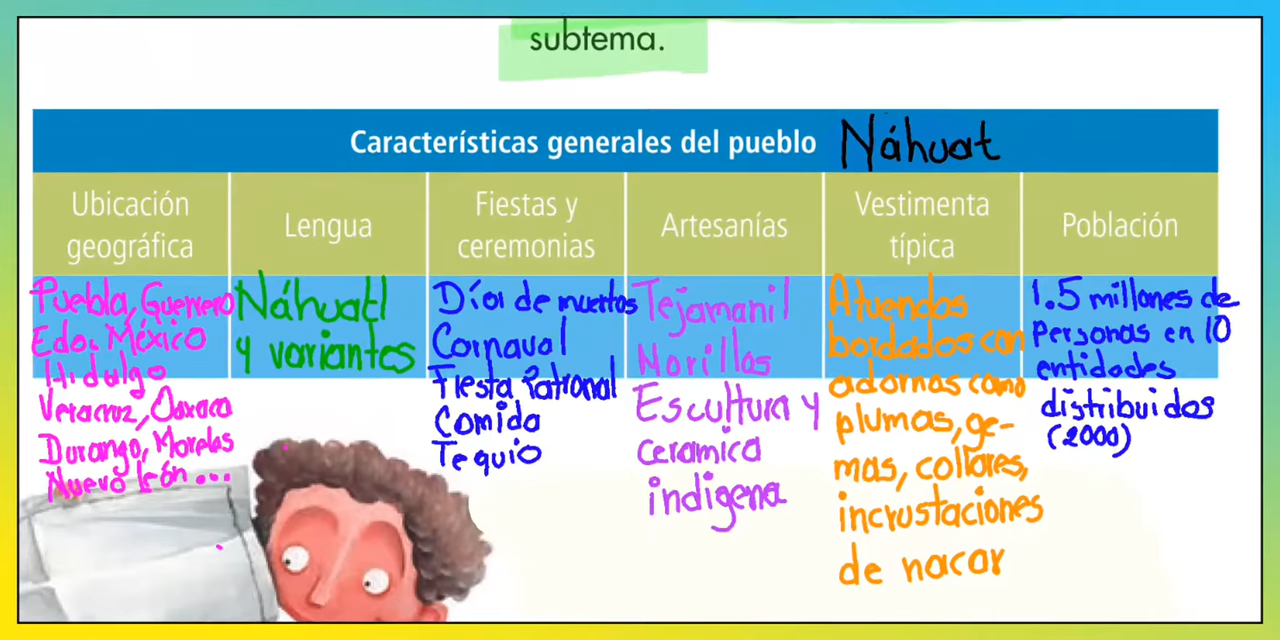 subtema.
Características generales del pueblo Náhuat
Ubicación
geográfica
Lengua
Fiestas y
ceremonias
Artesanías
Vestimenta
típica
Población
Puebla, Guerrero
Edo. México
Hidalgo
Veracruz, Oaxaca
Durango, Morelos
Nuevo león...
Náhuatl
y variantes
Días de muertos
Carnaval
Fiesta Patronal
Comida
Tequio
Tejamanil
Morillos
Escultura y
ceramica
indigena
Atuendos
bordados con
adornos como
plumas, ge-
mas, collares,
incrustaciones
de nacar
1.5 millones de
personas en 10
entidades
distribuidos
(2000)